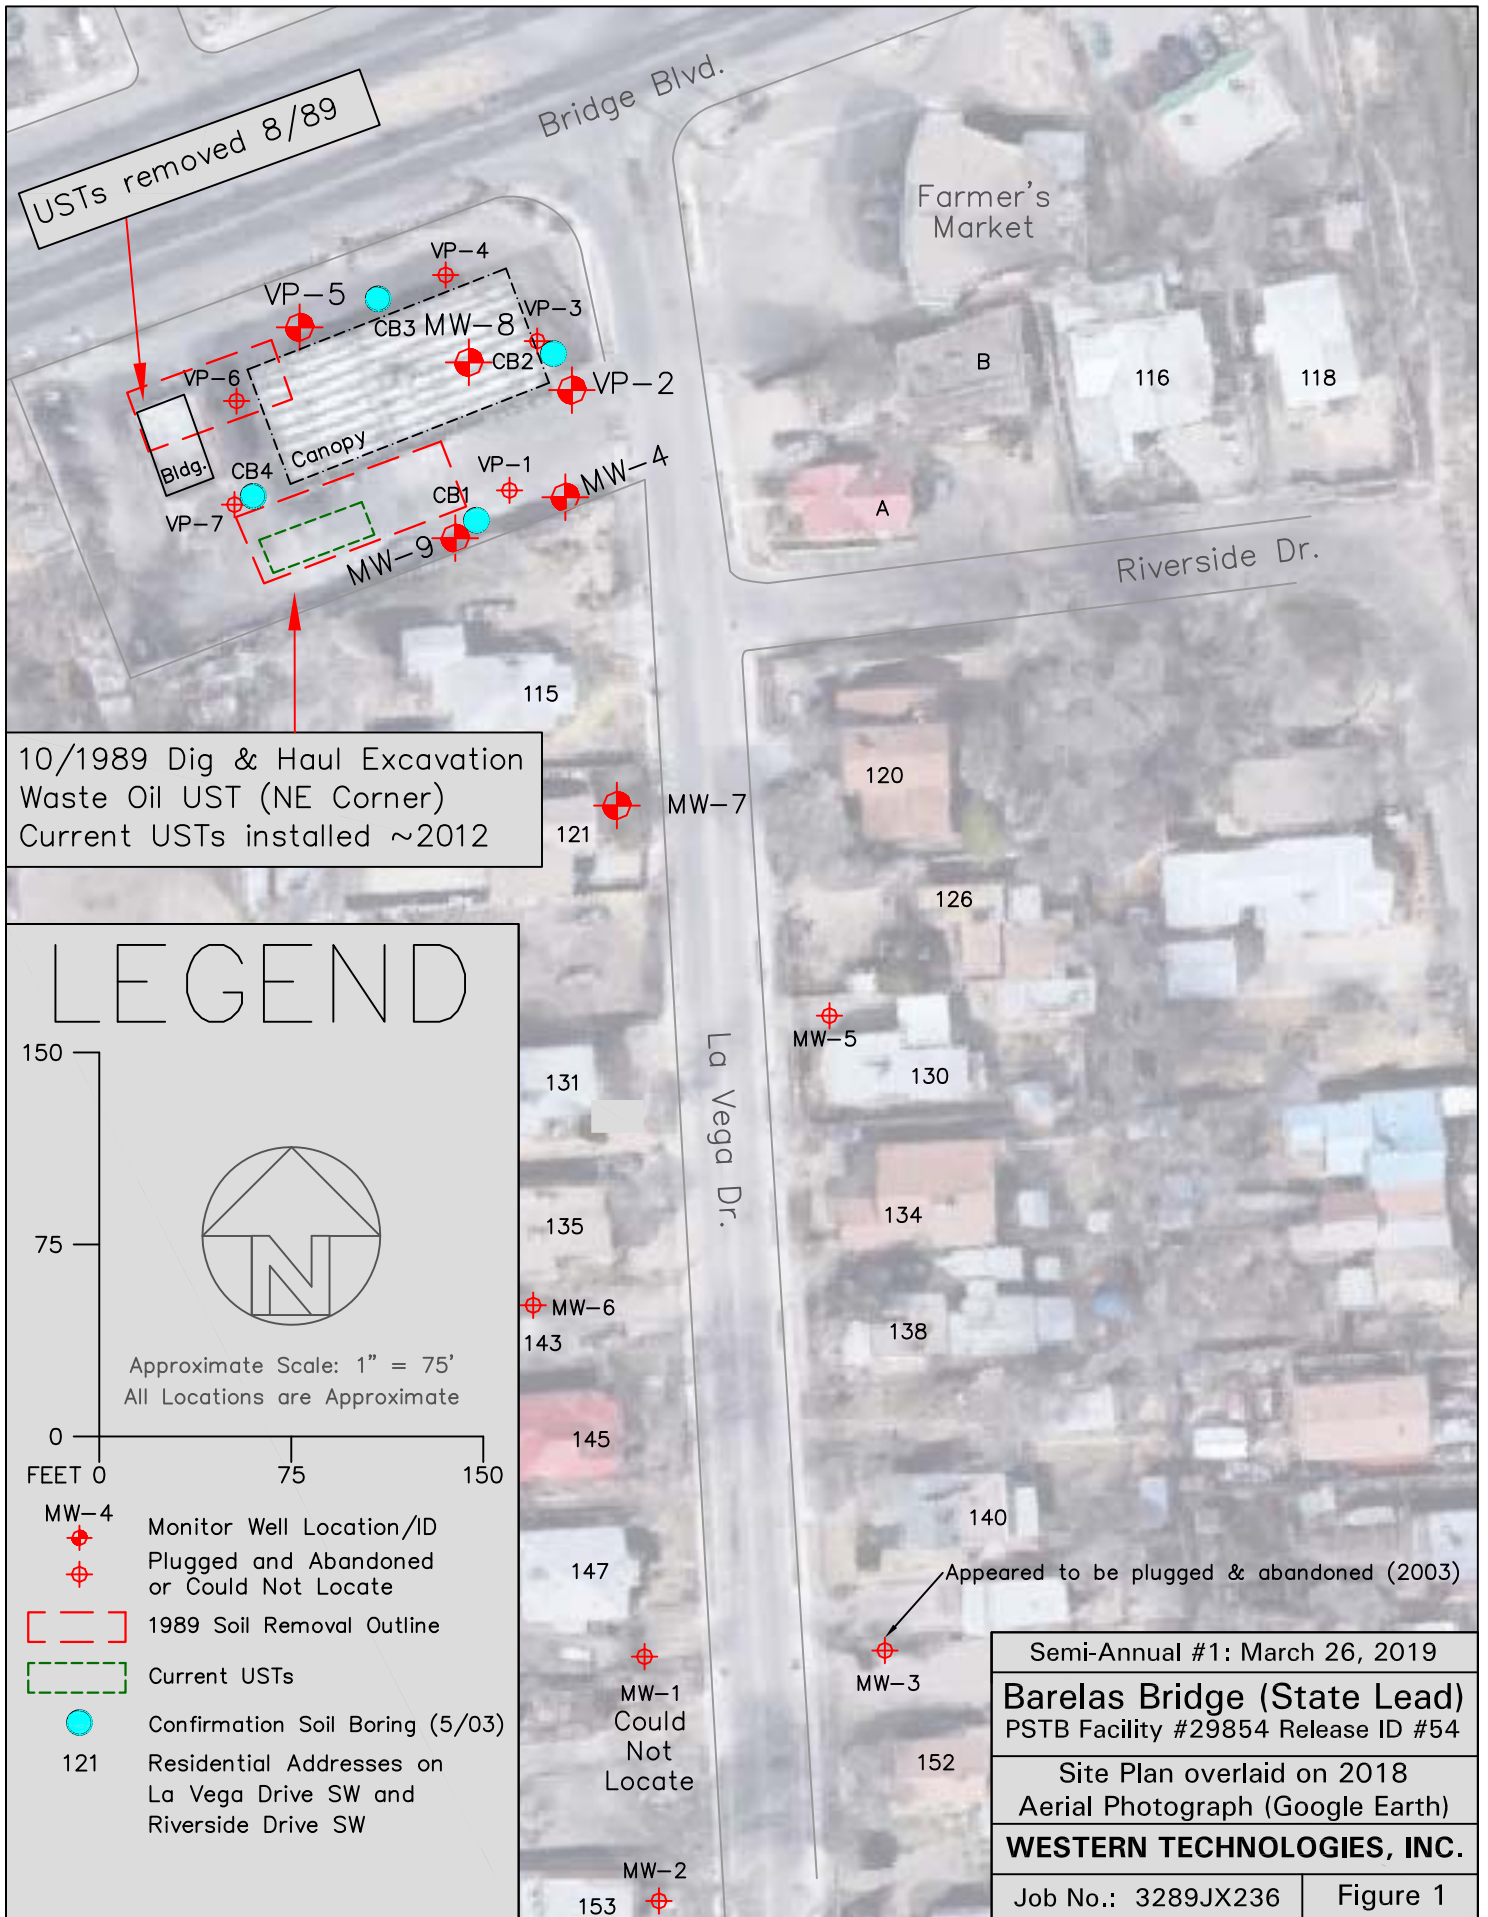 Bridge Blvd.
USTs removed 8/89
Farmer's
Market
VP-4
VP-5
CB3
MW-8
VP-3
CB2
VP-2
VP-6
B
116
118
Canopy
Bldg.
CB4
VP-1
MW-4
CB1
A
VP-7
MW-9
Riverside Dr.
115
10/1989 Dig & Haul Excavation
Waste Oil UST (NE Corner)
Current USTs installed ~2012
120
MW-7
121
126
MW-5
La Vega Dr.
131
130
134
135
MW-6
143
138
145
140
147
Appeared to be plugged & abandoned (2003)
MW-1
Could
Not
Locate
MW-3
152
MW-2
153
LEGEND
150
75
0
FEET 0 75 150
Approximate Scale: 1" = 75'
All Locations are Approximate
MW-4
Monitor Well Location/ID
Plugged and Abandoned
or Could Not Locate
1989 Soil Removal Outline
Current USTs
Confirmation Soil Boring (5/03)
121 Residential Addresses on
La Vega Drive SW and
Riverside Drive SW
Semi-Annual #1: March 26, 2019
Barelas Bridge (State Lead)
PSTB Facility #29854 Release ID #54
Site Plan overlaid on 2018
Aerial Photograph (Google Earth)
WESTERN TECHNOLOGIES, INC.
Job No.: 3289JX236
Figure 1